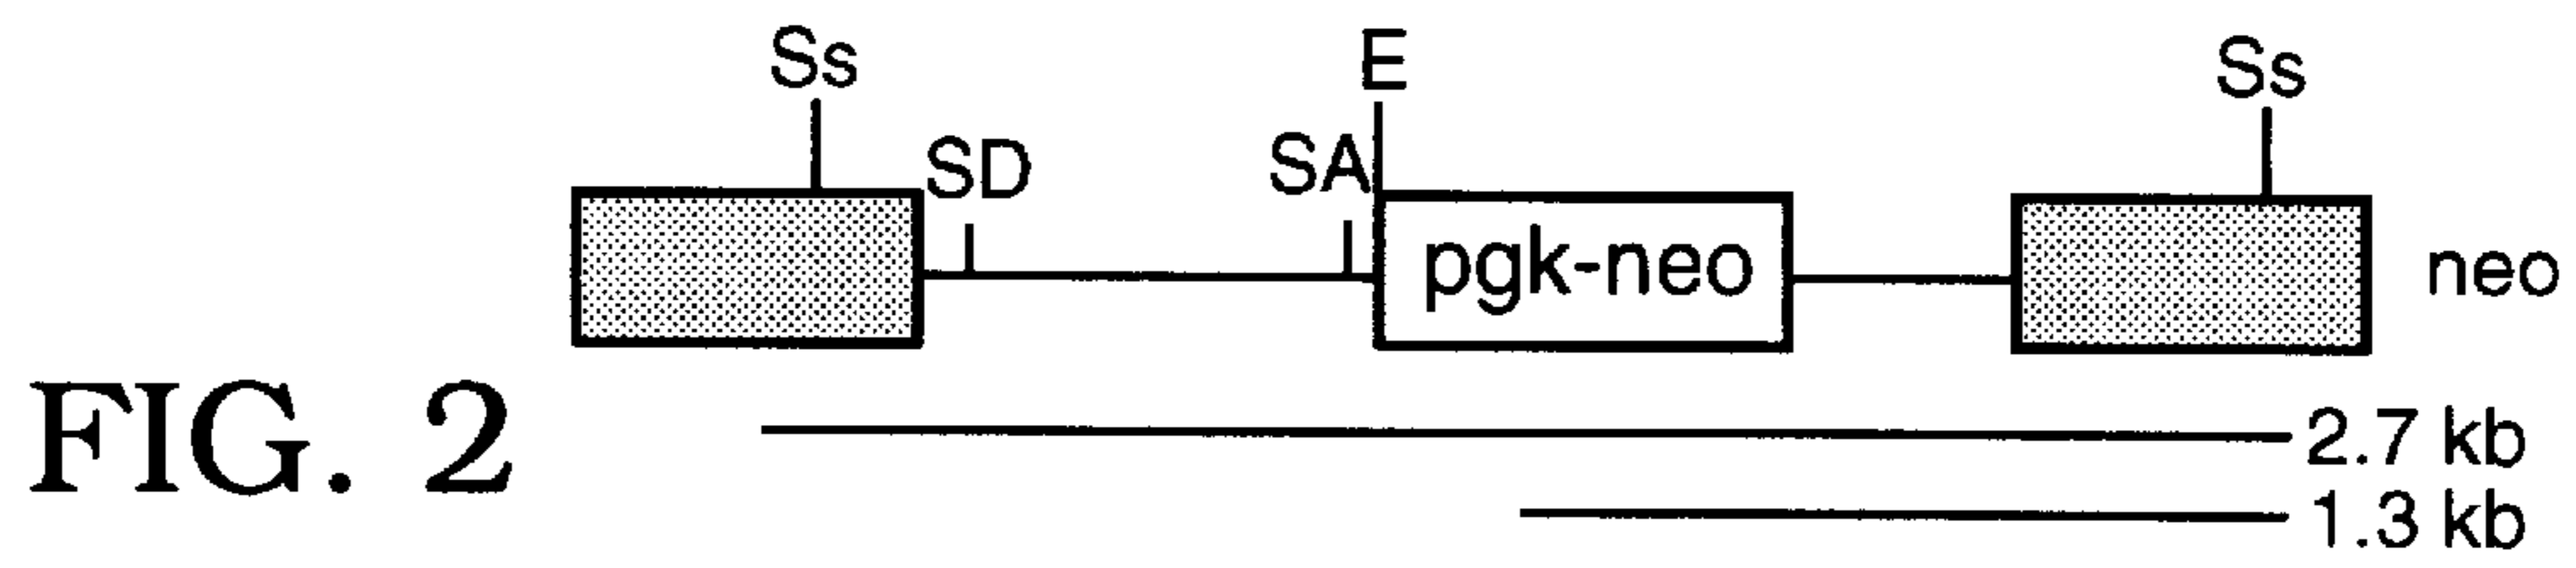 Ss E Ss
SD SA
pgk-neo neo
FIG. 2
2.7 kb
1.3 kb